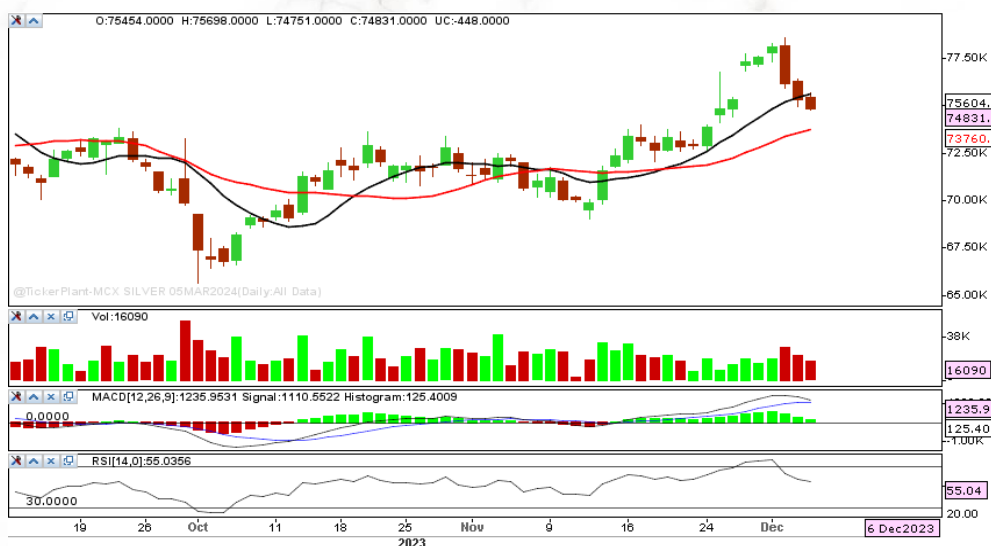 O:75454.0000 H:75698.0000 L:74751.0000 C:74831.0000 UC:-448.0000
77.50K
75604.
74831.
73760.
72.50K
70.00K
67.50K
65.00K
@TickerPlant-MCX SILVER 05MAR2024(Daily:All Data)
Vol:16090
38K
16090
MACD[12,26,9]:1235.9531 Signal:1110.5522 Histogram:125.4009
0.0000
1235.9
125.40
-1.00K
RSI[14,0]:55.0356
55.04
30.0000
20.00
19 26 Oct 11 18 25 Nov 9 16 24 Dec 6 Dec2023
2023